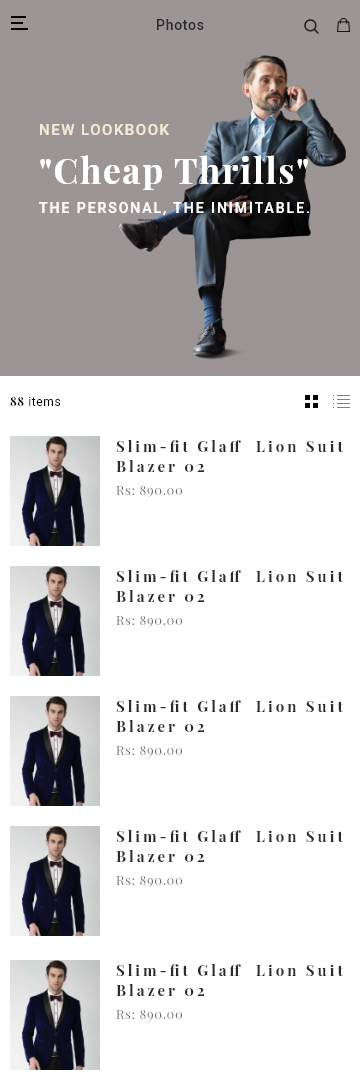 Photos
NEW LOOKBOOK
"Cheap Thrills"
THE PERSONAL, THE INIMITABLE.
88 items
Slim-fit Glaff Lion Suit
Blazer 02
Rs: 890.00
Slim-fit Glaff Lion Suit
Blazer 02
Rs: 890.00
Slim-fit Glaff Lion Suit
Blazer 02
Rs: 890.00
Slim-fit Glaff Lion Suit
Blazer 02
Rs: 890.00
Slim-fit Glaff Lion Suit
Blazer 02
Rs: 890.00